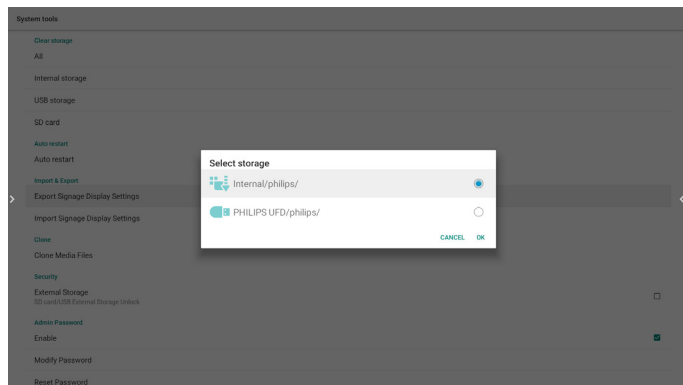 System tools
Clear storage
All
Internal storage
USB storage
SD card
Auto restart
Auto restart
Import & Export
Export Signage Display Settings
Import Signage Display Settings
Clone
Clone Media Files
Security
External Storage
SD card/USB External Storage Unlock
Admin Password
Enable
Modify Password
Reset Password
Select storage
Internal/philips/
PHILIPS UFD/philips/
CANCEL OK